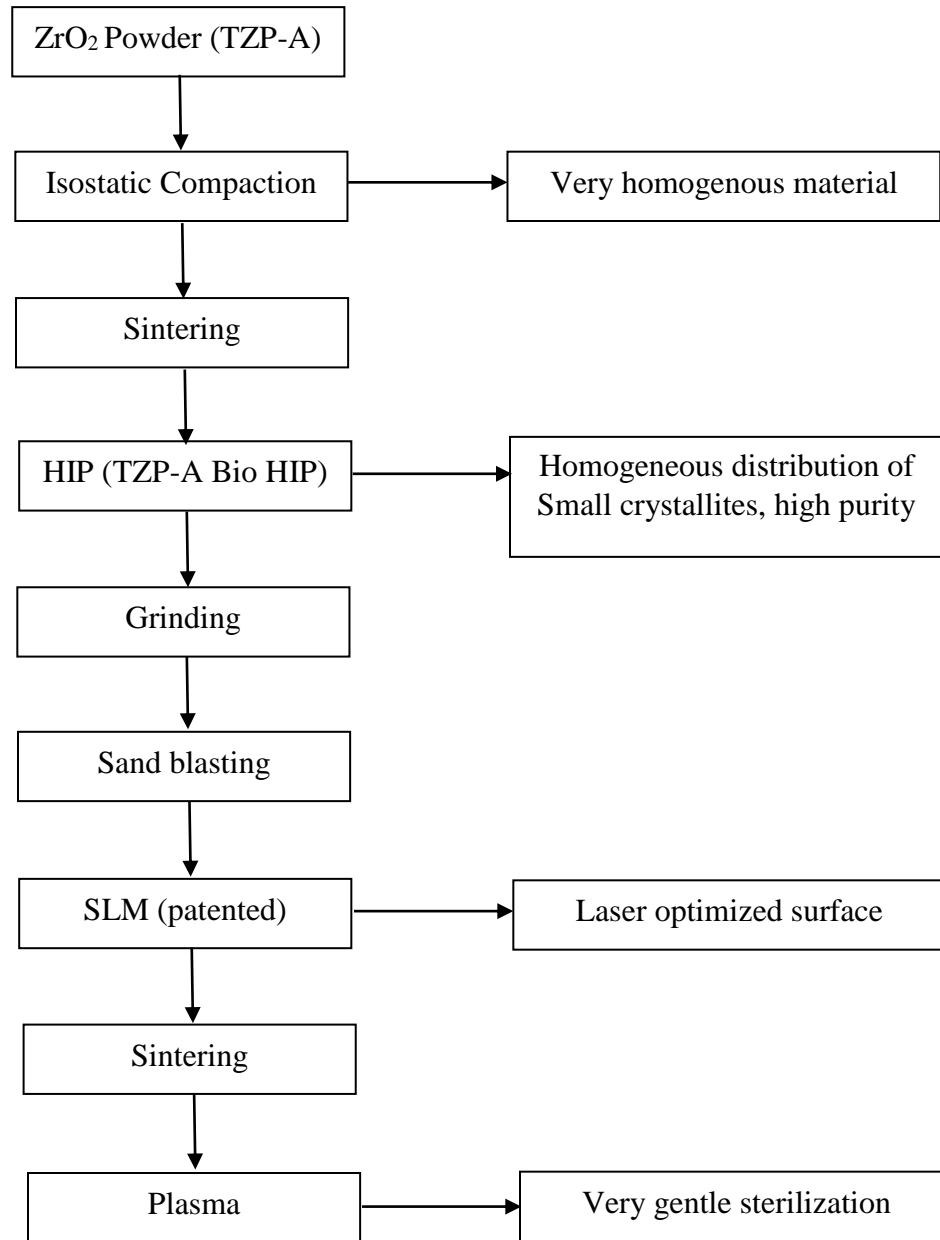 ZrO₂ Powder (TZP-A)
Isostatic Compaction
Very homogenous material
Sintering
HIP (TZP-A Bio HIP)
Homogeneous distribution of
Small crystallites, high purity
Grinding
Sand blasting
SLM (patented)
Laser optimized surface
Sintering
Plasma
Very gentle sterilization